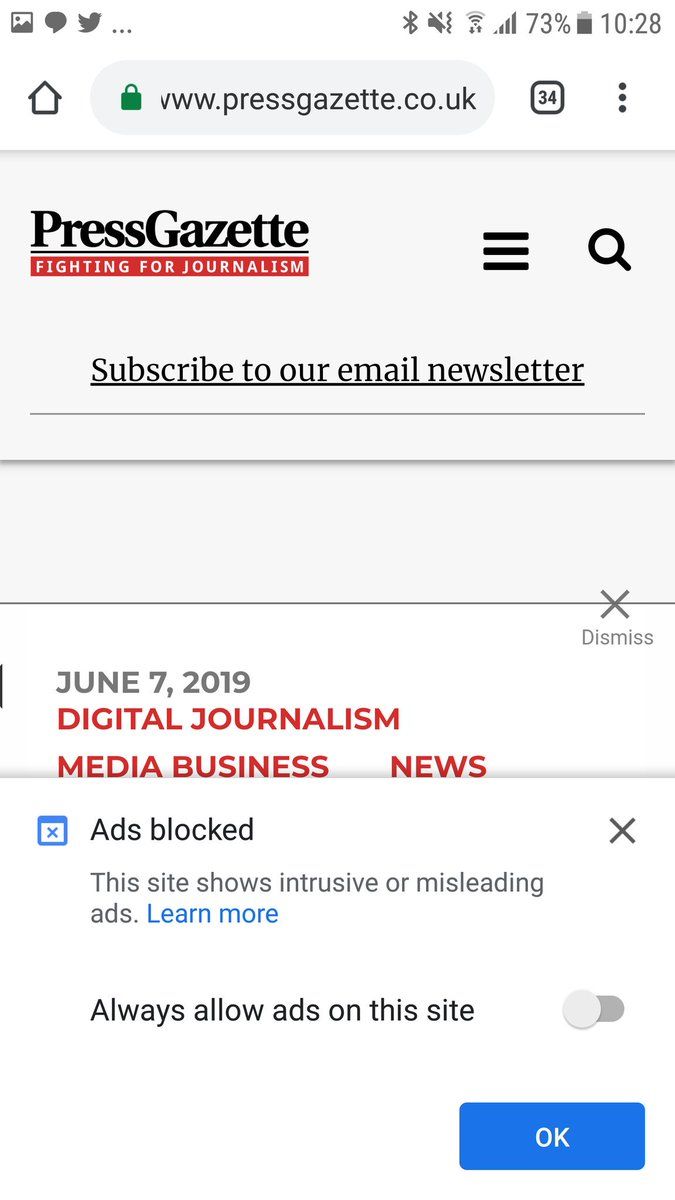 ... 73% 10:28
www.pressgazette.co.uk 34
PressGazette
FIGHTING FOR JOURNALISM
Subscribe to our email newsletter
Dismiss
JUNE 7, 2019
DIGITAL JOURNALISM
MEDIA BUSINESS NEWS
Ads blocked
This site shows intrusive or misleading
ads. Learn more
Always allow ads on this site
OK